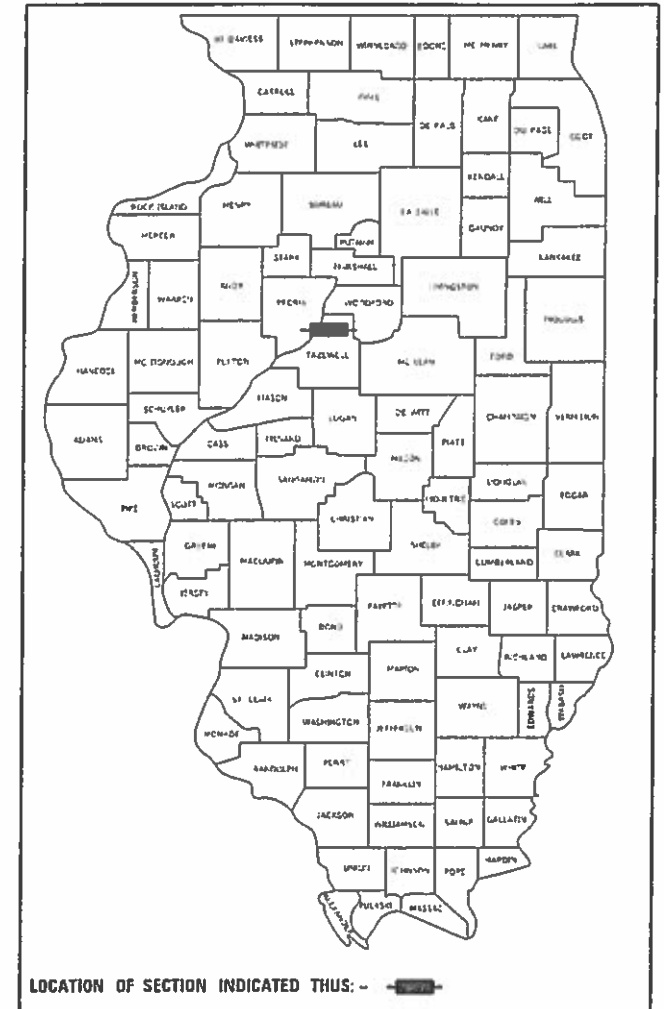 STEPHENSON
WINNEBAGO
BOONE
MC HENRY
LAKE
CARROLL
OGLE
DE KALB
KANE
DU PAGE
COOK
WHITESIDE
LEE
KENDALL
WILL
ROCK ISLAND
HENRY
BUREAU
LA SALLE
GRUNDY
MERCER
PUTNAM
STARK
MARSHALL
KANKAKEE
HENDERSON
WARREN
KNOX
PEORIA
WOODFORD
LIVINGSTON
IROQUOIS
FORD
TAZEWELL
MC LEAN
HANCOCK
MC DONOUGH
FULTON
MASON
SCHUYLER
LOGAN
DE WITT
CHAMPAIGN
VERMILION
ADAMS
BROWN
CASS
MENARD
PIATT
MACON
MORGAN
SANGAMON
DOUGLAS
EDGAR
PIKE
SCOTT
CHRISTIAN
MOULTRIE
COLES
GREENE
MACOUPIN
MONTGOMERY
SHELBY
CUMBERLAND
CLARK
CALHOUN
JERSEY
FAYETTE
EFFINGHAM
JASPER
CRAWFORD
MADISON
BOND
CLAY
RICHLAND
LAWRENCE
CLINTON
MARION
ST. CLAIR
WAYNE
EDWARDS
WABASH
WASHINGTON
JEFFERSON
MONROE
RANDOLPH
PERRY
HAMILTON
WHITE
FRANKLIN
JACKSON
WILLIAMSON
SALINE
GALLATIN
UNION
JOHNSON
POPE
HARDIN
ALEXANDER
PULASKI
MASSAC
LOCATION OF SECTION INDICATED THUS: -